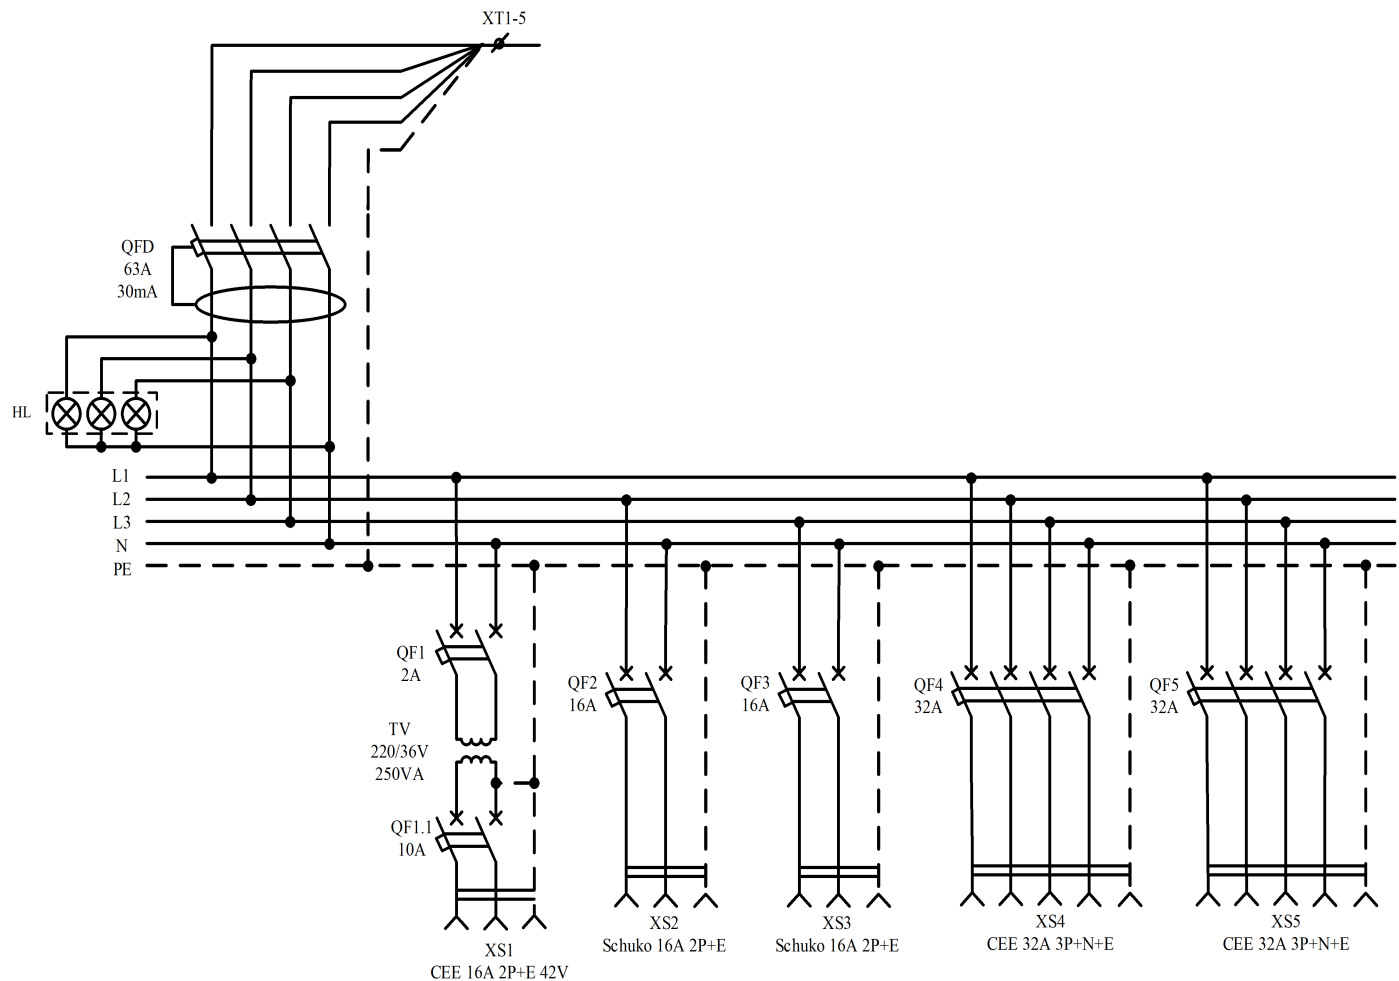 XT1-5
QFD
63A
30mA
HL
L1
L2
L3
N
PE
QF1
2A
TV
220/36V
250VA
QF1.1
10A
XS1
CEE 16A 2P+E 42V
QF2
16A
XS2
Schuko 16A 2P+E
QF3
16A
XS3
Schuko 16A 2P+E
QF4
32A
XS4
CEE 32A 3P+N+E
QF5
32A
XS5
CEE 32A 3P+N+E